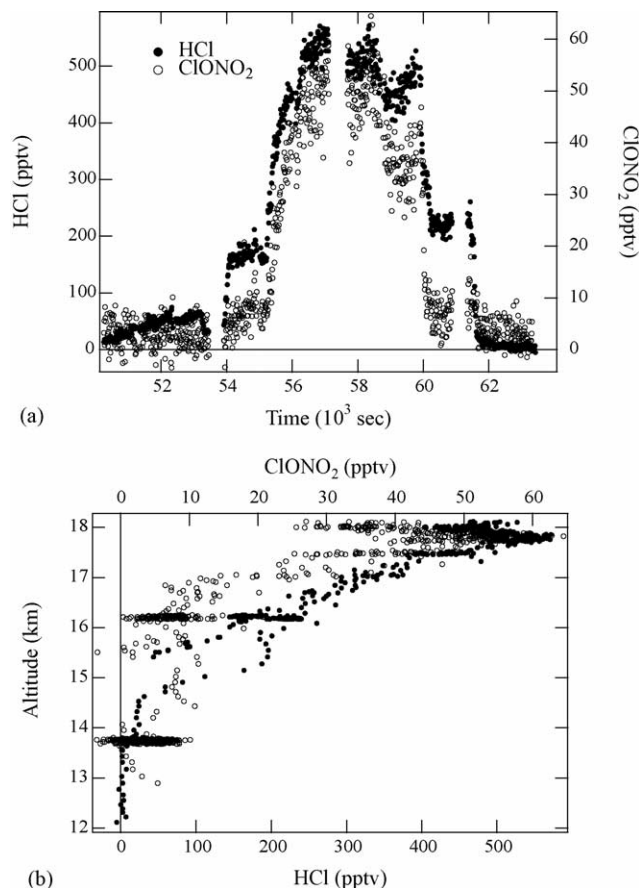 HCl
ClONO₂
500
400
300
200
100
0
HCl (pptv)
60
50
40
30
20
10
0
ClONO₂ (pptv)
52 54 56 58 60 62
(a)
Time (10³ sec)
ClONO₂ (pptv)
0 10 20 30 40 50 60
18
17
16
15
14
13
12
Altitude (km)
0 100 200 300 400 500
(b)
HCl (pptv)